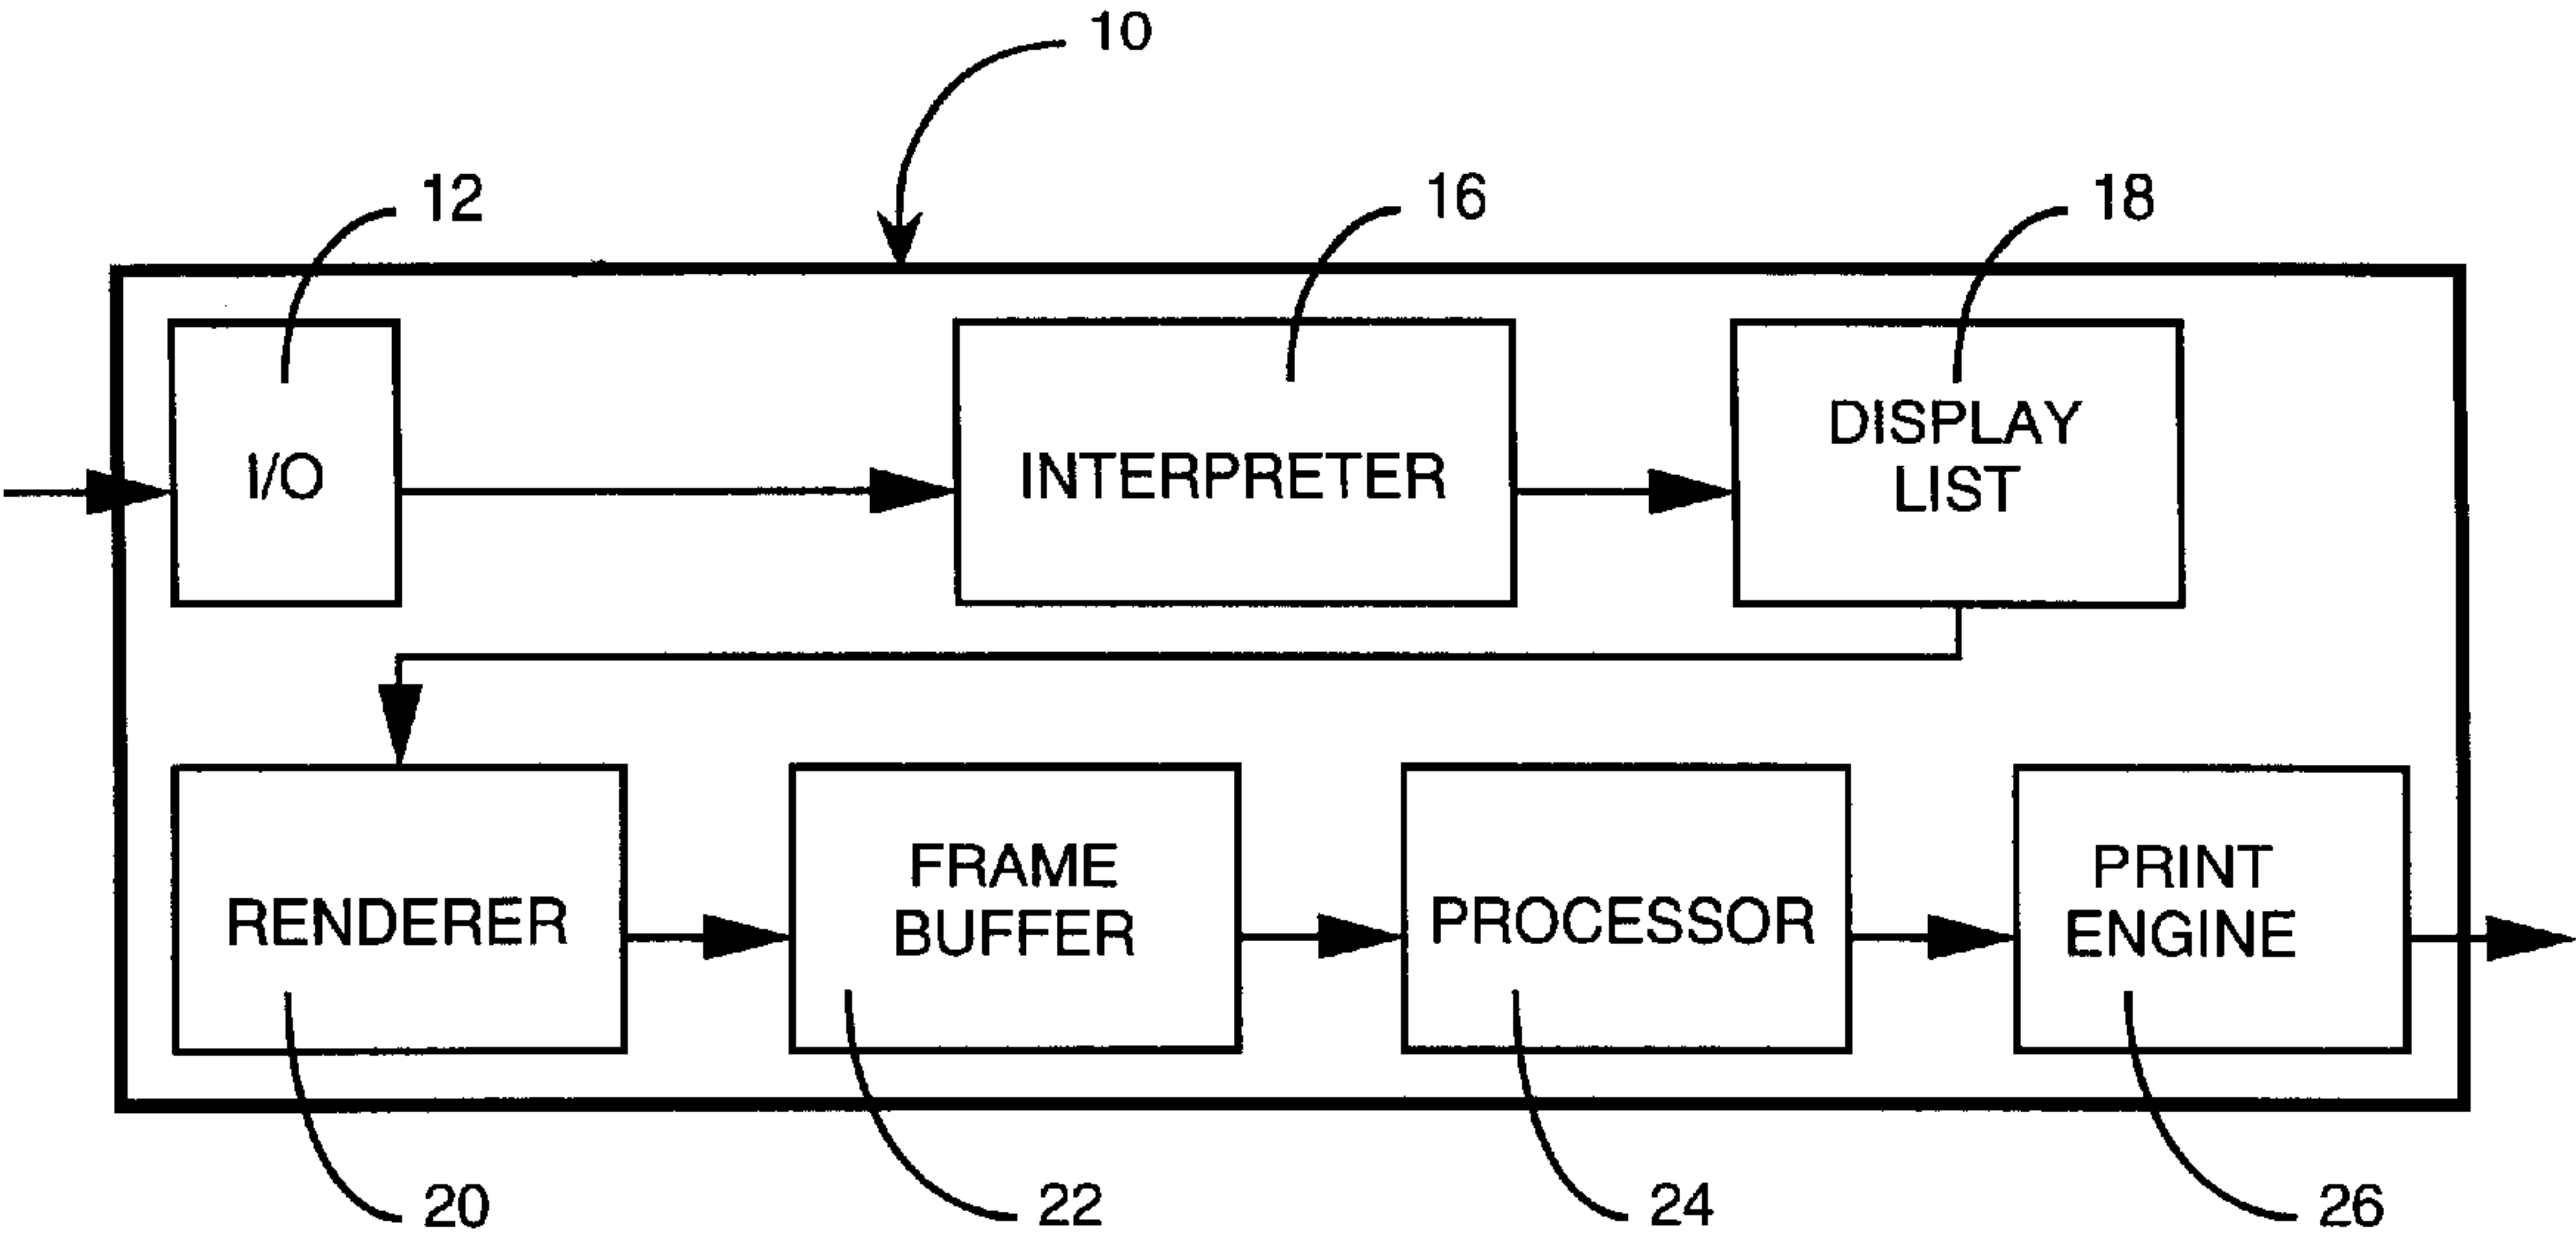 10
12
16
18
I/O
INTERPRETER
DISPLAY
LIST
RENDERER
FRAME
BUFFER
PROCESSOR
PRINT
ENGINE
20
22
24
26